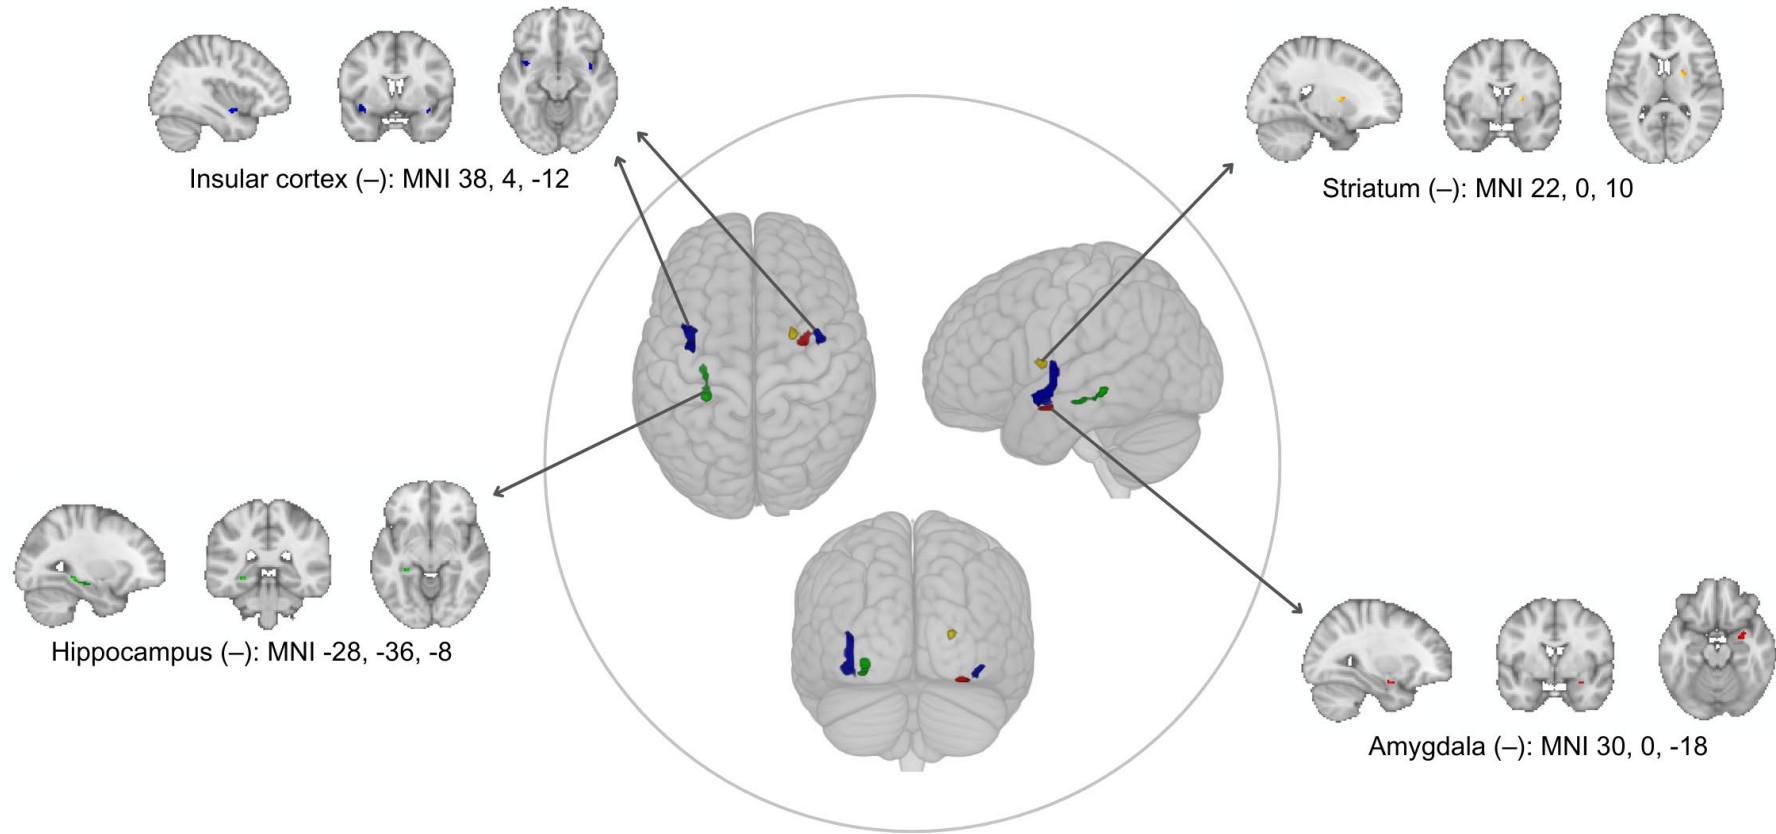 Insular cortex (–): MNI 38, 4, -12
Striatum (–): MNI 22, 0, 10
Hippocampus (–): MNI -28, -36, -8
Amygdala (–): MNI 30, 0, -18